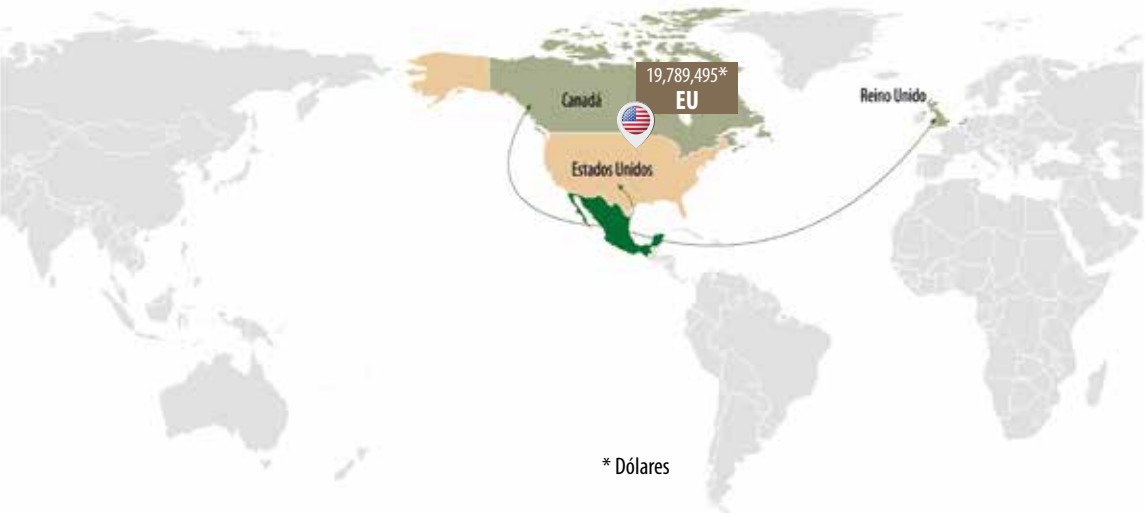 19,789,495*
EU
Canadá
Reino Unido
Estados Unidos
* Dólares